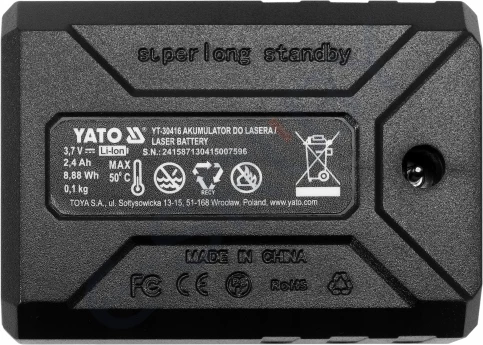 super long standby
YATO
YT-30416 AKUMULATOR DO LASERA /
LASER BATTERY
3,7 V Li-Ion
S.N.: 241587130415007596
2,4 Ah
MAX
8,88 Wh
50°C
0,1 kg
RECY
TOYA S.A., ul. Sołtysowicka 13-15, 51-168 Wrocław, Poland, www.yato.com
MADE IN CHINA
FC CE RoHS